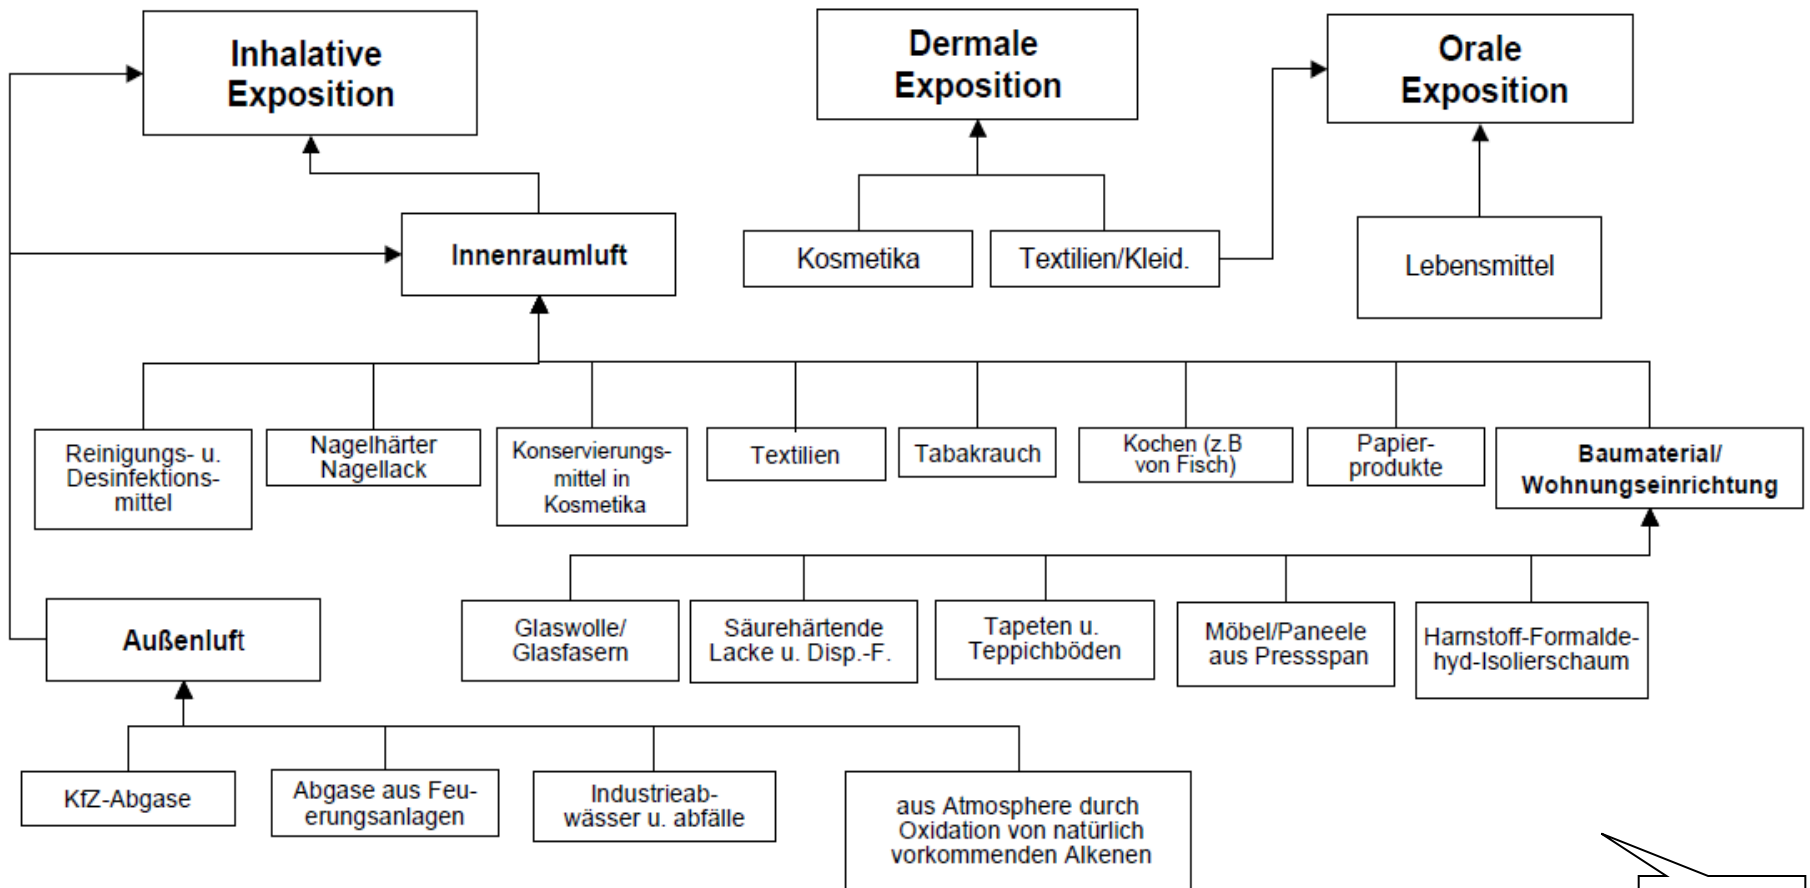 Inhalative
Exposition
Dermale
Exposition
Orale
Exposition
Innenraumluft
Kosmetika
Textilien/Kleid.
Lebensmittel
Reinigungs- u.
Desinfektions-
mittel
Nagelhärter
Nagellack
Konservierungs-
mittel in
Kosmetika
Textilien
Tabakrauch
Kochen (z.B
von Fisch)
Papier-
produkte
Baumaterial/
Wohnungseinrichtung
Außenluft
Glaswolle/
Glasfasern
Säurehärtende
Lacke u. Disp.-F.
Tapeten u.
Teppichböden
Möbel/Paneele
aus Pressspan
Harnstoff-Formalde-
hyd-Isolierschaum
KfZ-Abgase
Abgase aus Feu-
erungsanlagen
Industrieab-
wässer u. abfälle
aus Atmosphere durch
Oxidation von natürlich
vorkommenden Alkenen